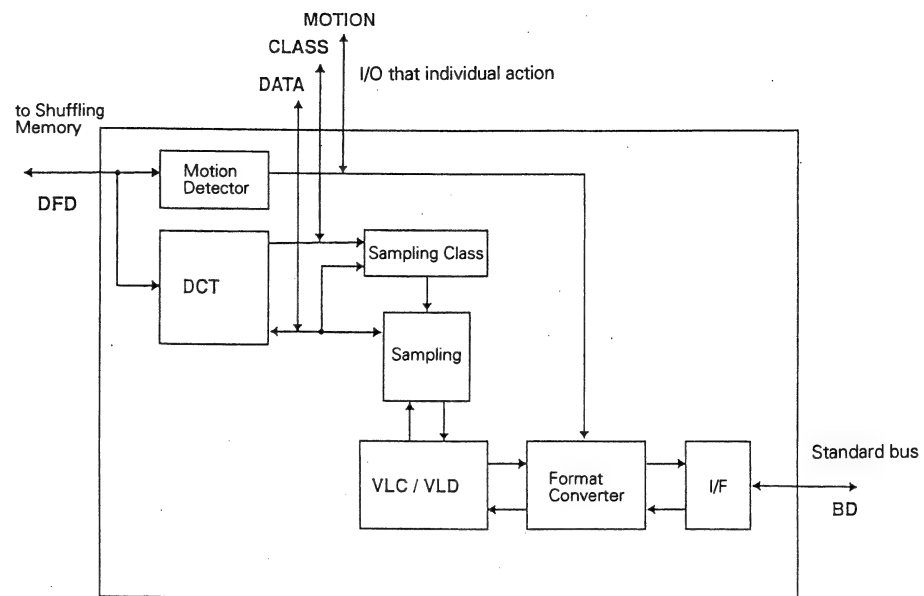 MOTION
CLASS
I/O that individual action
DATA
to Shuffling
Memory
DFD
Motion
Detector
DCT
Sampling Class
Sampling
VLC / VLD
Format
Converter
I/F
Standard bus
BD